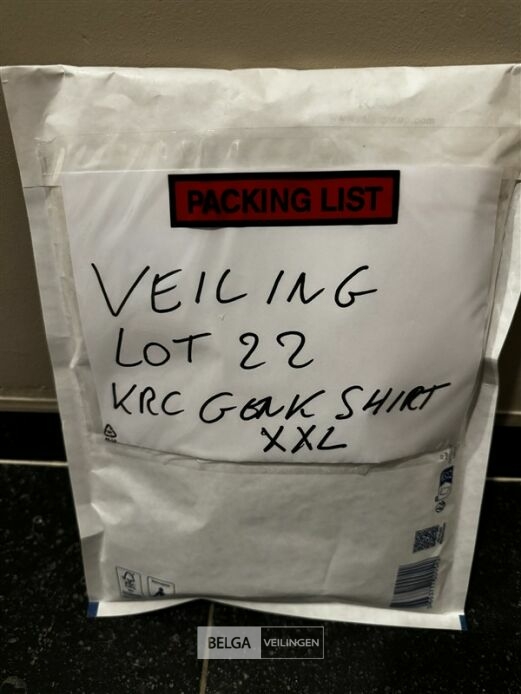 PACKING LIST
VEILING
LOT 22
KRC GENK SHIRT
XXL
BELGA VEILINGEN